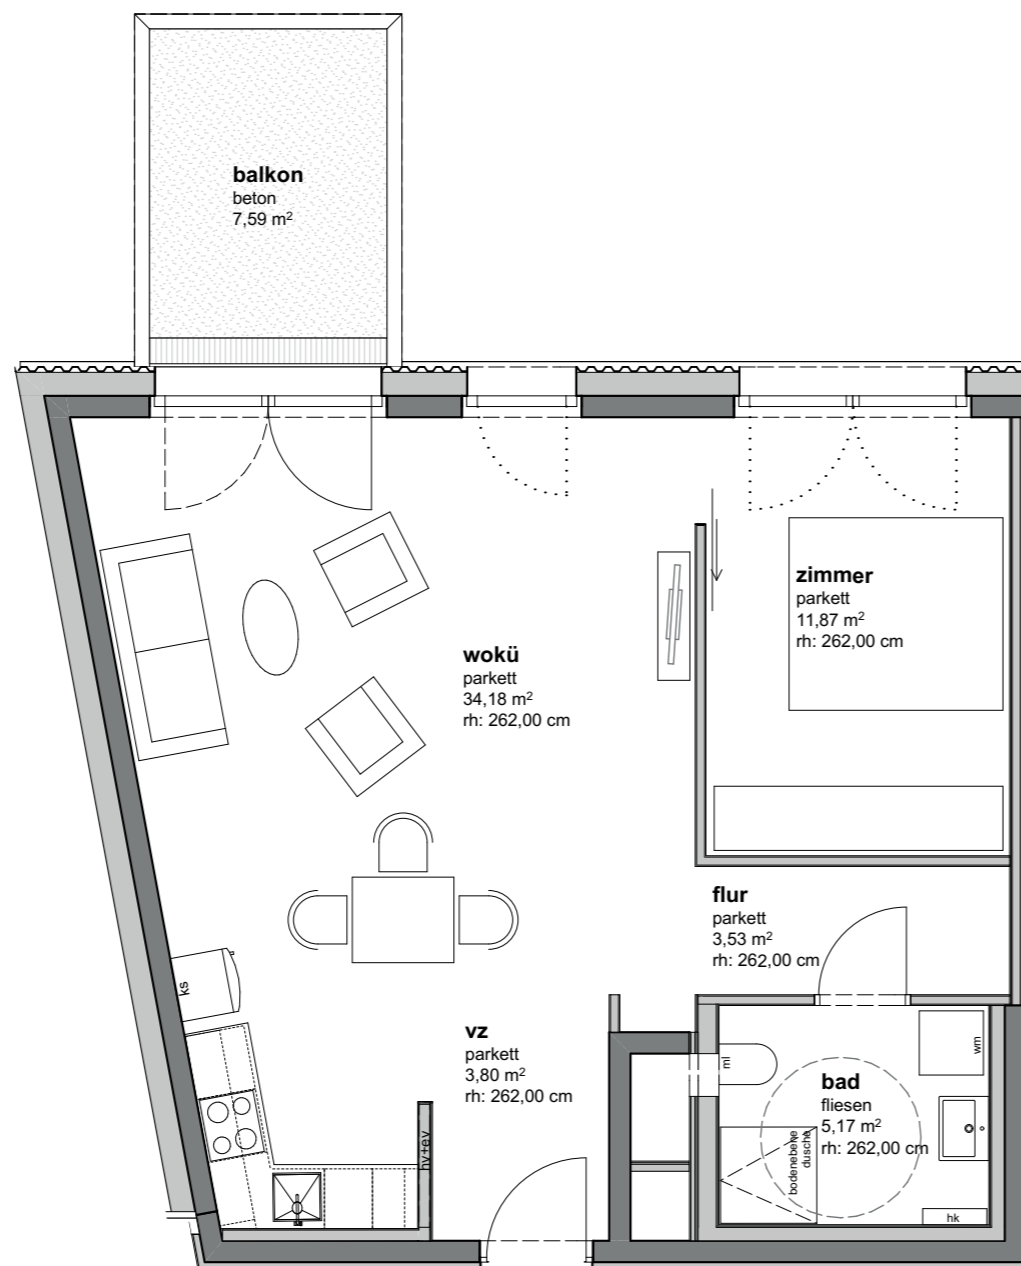 balkon
beton
7,59 m²
zimmer
parkett
11,87 m²
rh: 262,00 cm
wokü
parkett
34,18 m²
rh: 262,00 cm
flur
parkett
3,53 m²
rh: 262,00 cm
ks
vz
parkett
3,80 m²
rh: 262,00 cm
hv+ev
ml
wm
bad
fliesen
5,17 m²
rh: 262,00 cm
bodenebene
dusche
hk